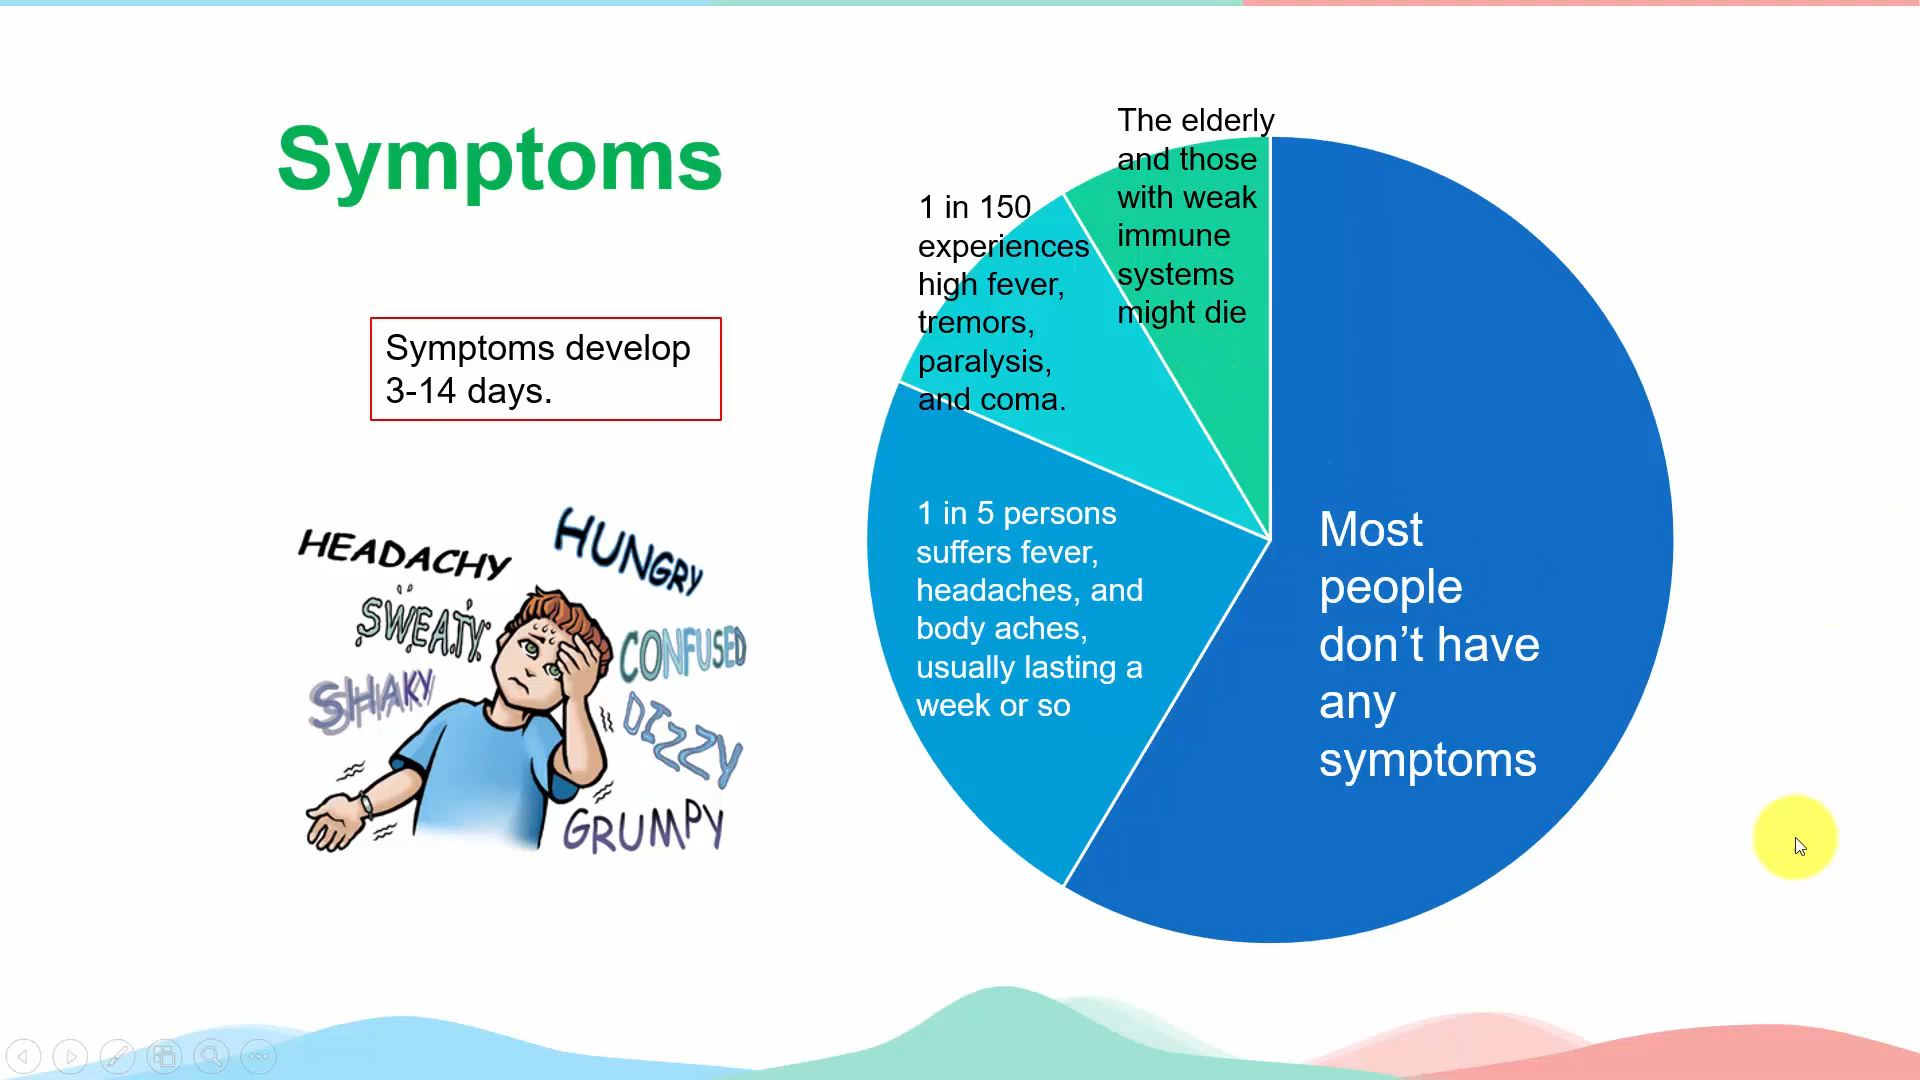 Symptoms
Symptoms develop
3-14 days.
HEADACHY
HUNGRY
SWEATY
CONFUSED
SHAKY
DIZZY
GRUMPY
The elderly
and those
with weak
immune
systems
might die
1 in 150
experiences
high fever,
tremors,
paralysis,
and coma.
1 in 5 persons
suffers fever,
headaches, and
body aches,
usually lasting a
week or so
Most
people
don’t have
any
symptoms